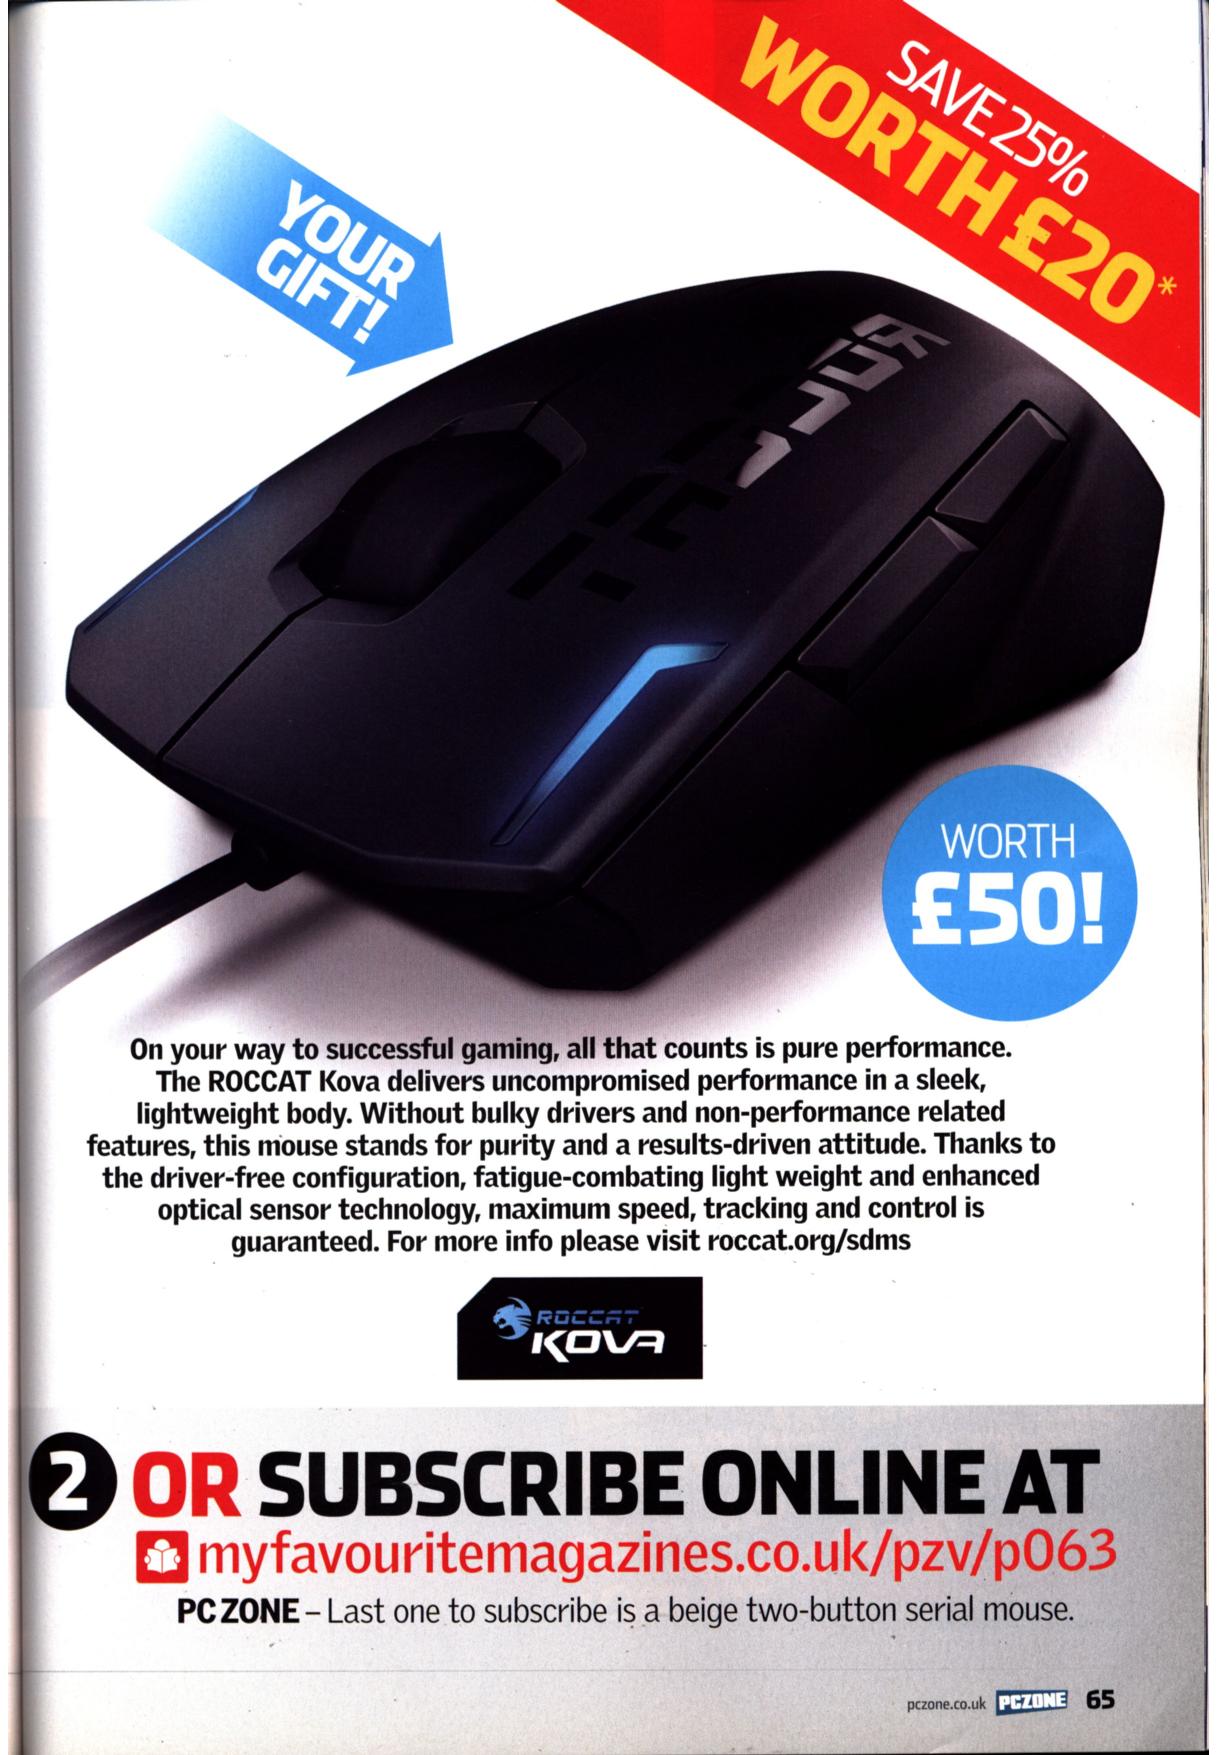 SAVE 25%
WORTH £20*
YOUR
GIFT!
KOVA
WORTH
£50!
On your way to successful gaming, all that counts is pure performance.
The ROCCAT Kova delivers uncompromised performance in a sleek,
lightweight body. Without bulky drivers and non-performance related
features, this mouse stands for purity and a results-driven attitude. Thanks to
the driver-free configuration, fatigue-combating light weight and enhanced
optical sensor technology, maximum speed, tracking and control is
guaranteed. For more info please visit roccat.org/sdms
ROCCAT
KOVA
2 OR SUBSCRIBE ONLINE AT
myfavouritemagazines.co.uk/pzv/p063
PC ZONE – Last one to subscribe is a beige two-button serial mouse.
pczone.co.uk PCZONE 65